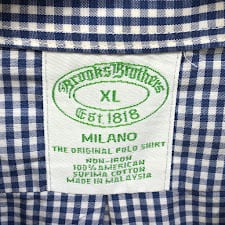 Brooks Brothers
XL
Est. 1818
MILANO
THE ORIGINAL POLO SHIRT
NON-IRON
100% AMERICAN
SUPIMA COTTON
MADE IN MALAYSIA